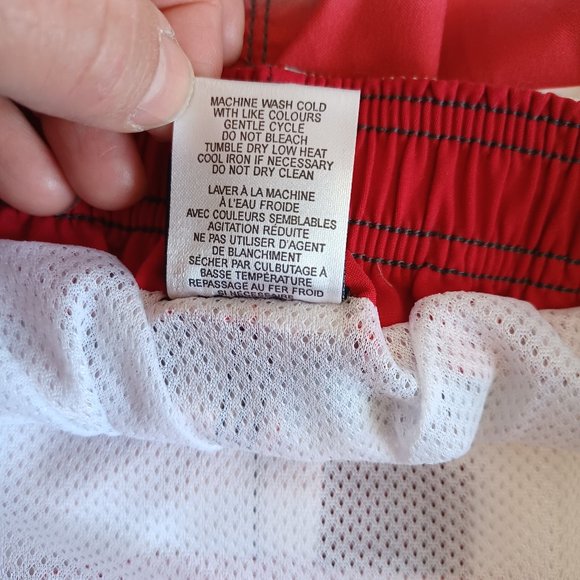 MACHINE WASH COLD
WITH LIKE COLOURS
GENTLE CYCLE
DO NOT BLEACH
TUMBLE DRY LOW HEAT
COOL IRON IF NECESSARY
DO NOT DRY CLEAN
LAVER À LA MACHINE
À L'EAU FROIDE
AVEC COULEURS SEMBLABLES
AGITATION RÉDUITE
NE PAS UTILISER D'AGENT
DE BLANCHIMENT
SÉCHER PAR CULBUTAGE À
BASSE TEMPÉRATURE
REPASSAGE AU FER FROID
SI NÉCESSAIRE